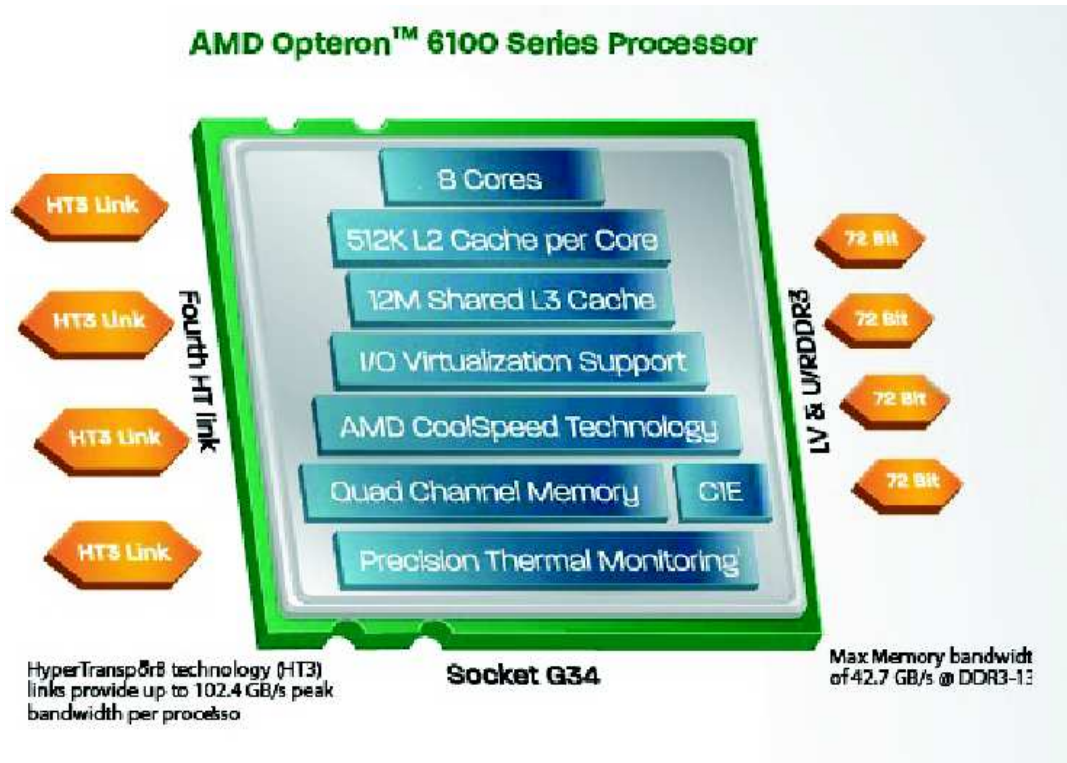 AMD Opteron™ 6100 Series Processor
8 Cores
512K L2 Cache per Core
12M Shared L3 Cache
I/O Virtualization Support
AMD CoolSpeed Technology
Quad Channel Memory
C1E
Precision Thermal Monitoring
HT3 Link
HT3 Link
HT3 Link
HT3 Link
Fourth HT link
72 Bit
72 Bit
72 Bit
72 Bit
LV & U/RDDR3
HyperTransport3 technology (HT3)
links provide up to 102.4 GB/s peak
bandwidth per processo
Socket G34
Max Memory bandwidt
of 42.7 GB/s @ DDR3-13